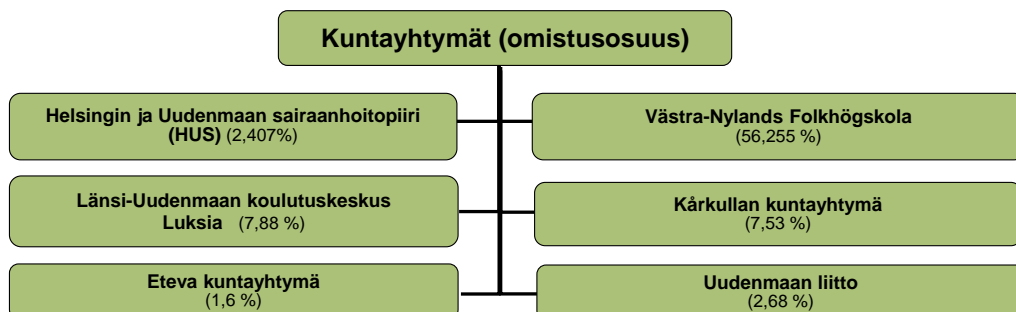 Kuntayhtymät (omistusosuus)
Helsingin ja Uudenmaan sairaanhoitopiiri
(HUS) (2,407%)
Västra-Nylands Folkhögskola
(56,255 %)
Länsi-Uudenmaan koulutuskeskus
Luksia (7,88 %)
Kårkullan kuntayhtymä
(7,53 %)
Eteva kuntayhtymä
(1,6 %)
Uudenmaan liitto
(2,68 %)